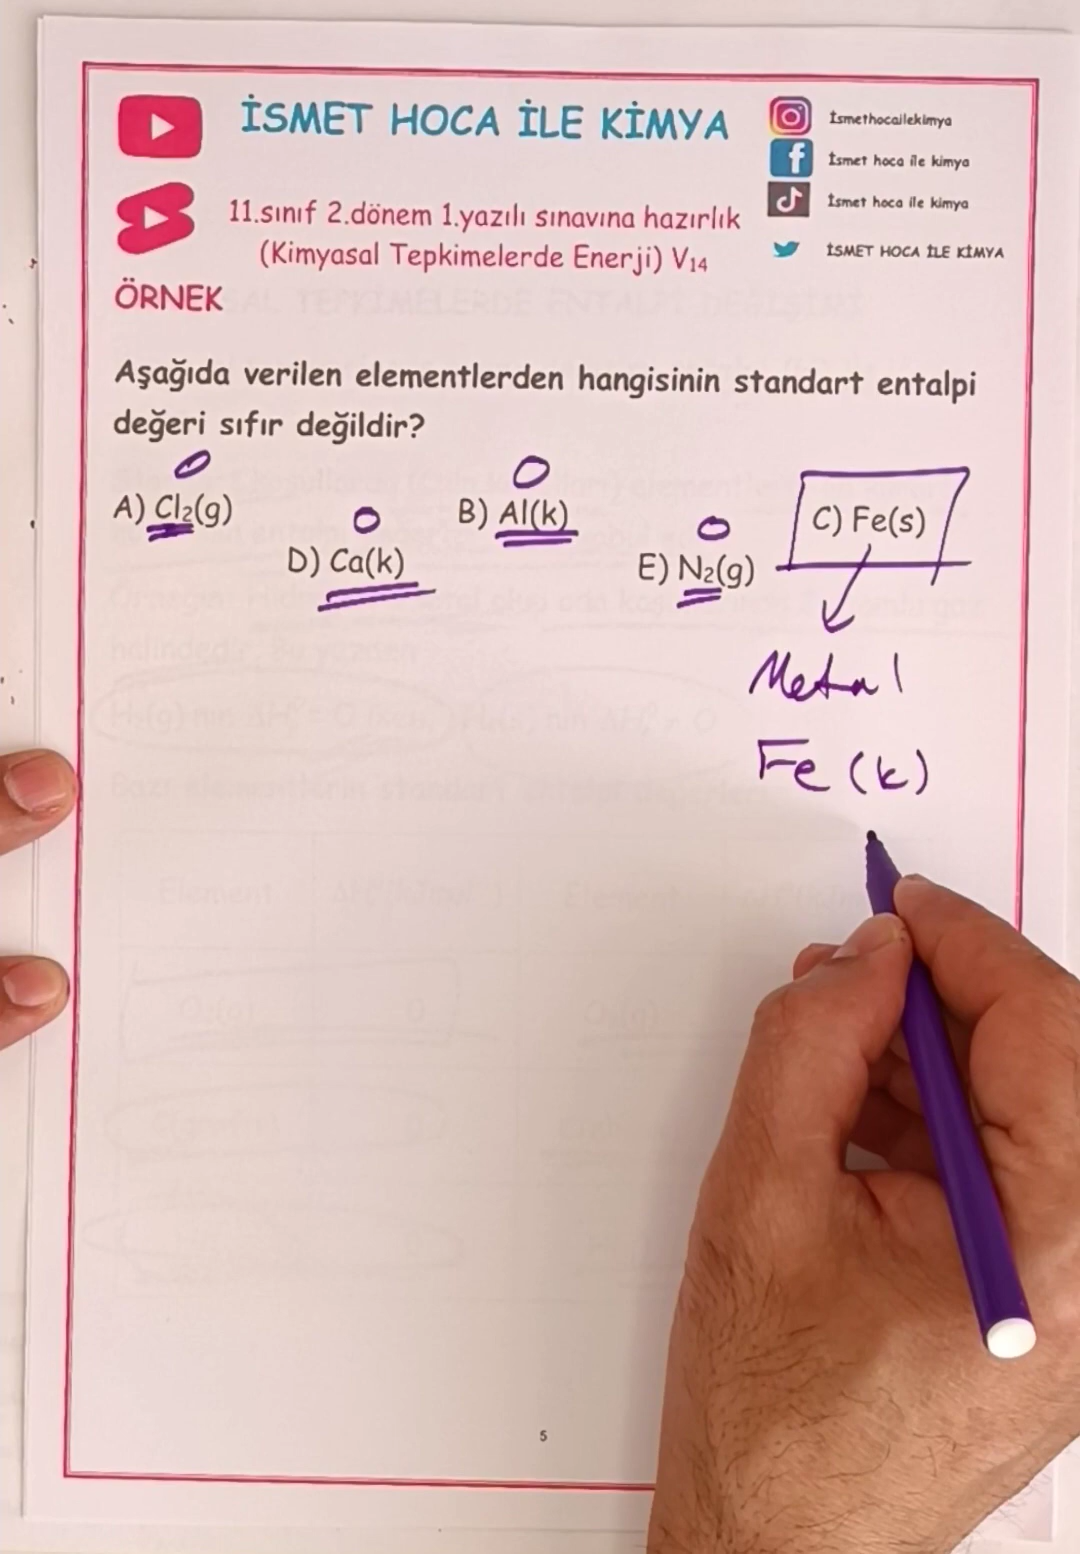 İSMET HOCA İLE KİMYA
İsmethocailekimya
İsmet hoca ile kimya
İsmet hoca ile kimya
İSMET HOCA İLE KİMYA
11.sınıf 2.dönem 1.yazılı sınavına hazırlık
(Kimyasal Tepkimelerde Enerji) V14
ÖRNEK
Aşağıda verilen elementlerden hangisinin standart entalpi
değeri sıfır değildir?
0 0
A) Cl₂(g) B) Al(k) C) Fe(s)
0 0
D) Ca(k) E) N₂(g)
Metal
Fe (k)
5